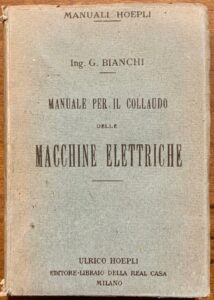 MANUALI HOEPLI
Ing. G. BIANCHI
MANUALE PER IL COLLAUDO
DELLE
MACCHINE ELETTRICHE
ULRICO HOEPLI
EDITORE-LIBRAIO DELLA REAL CASA
MILANO